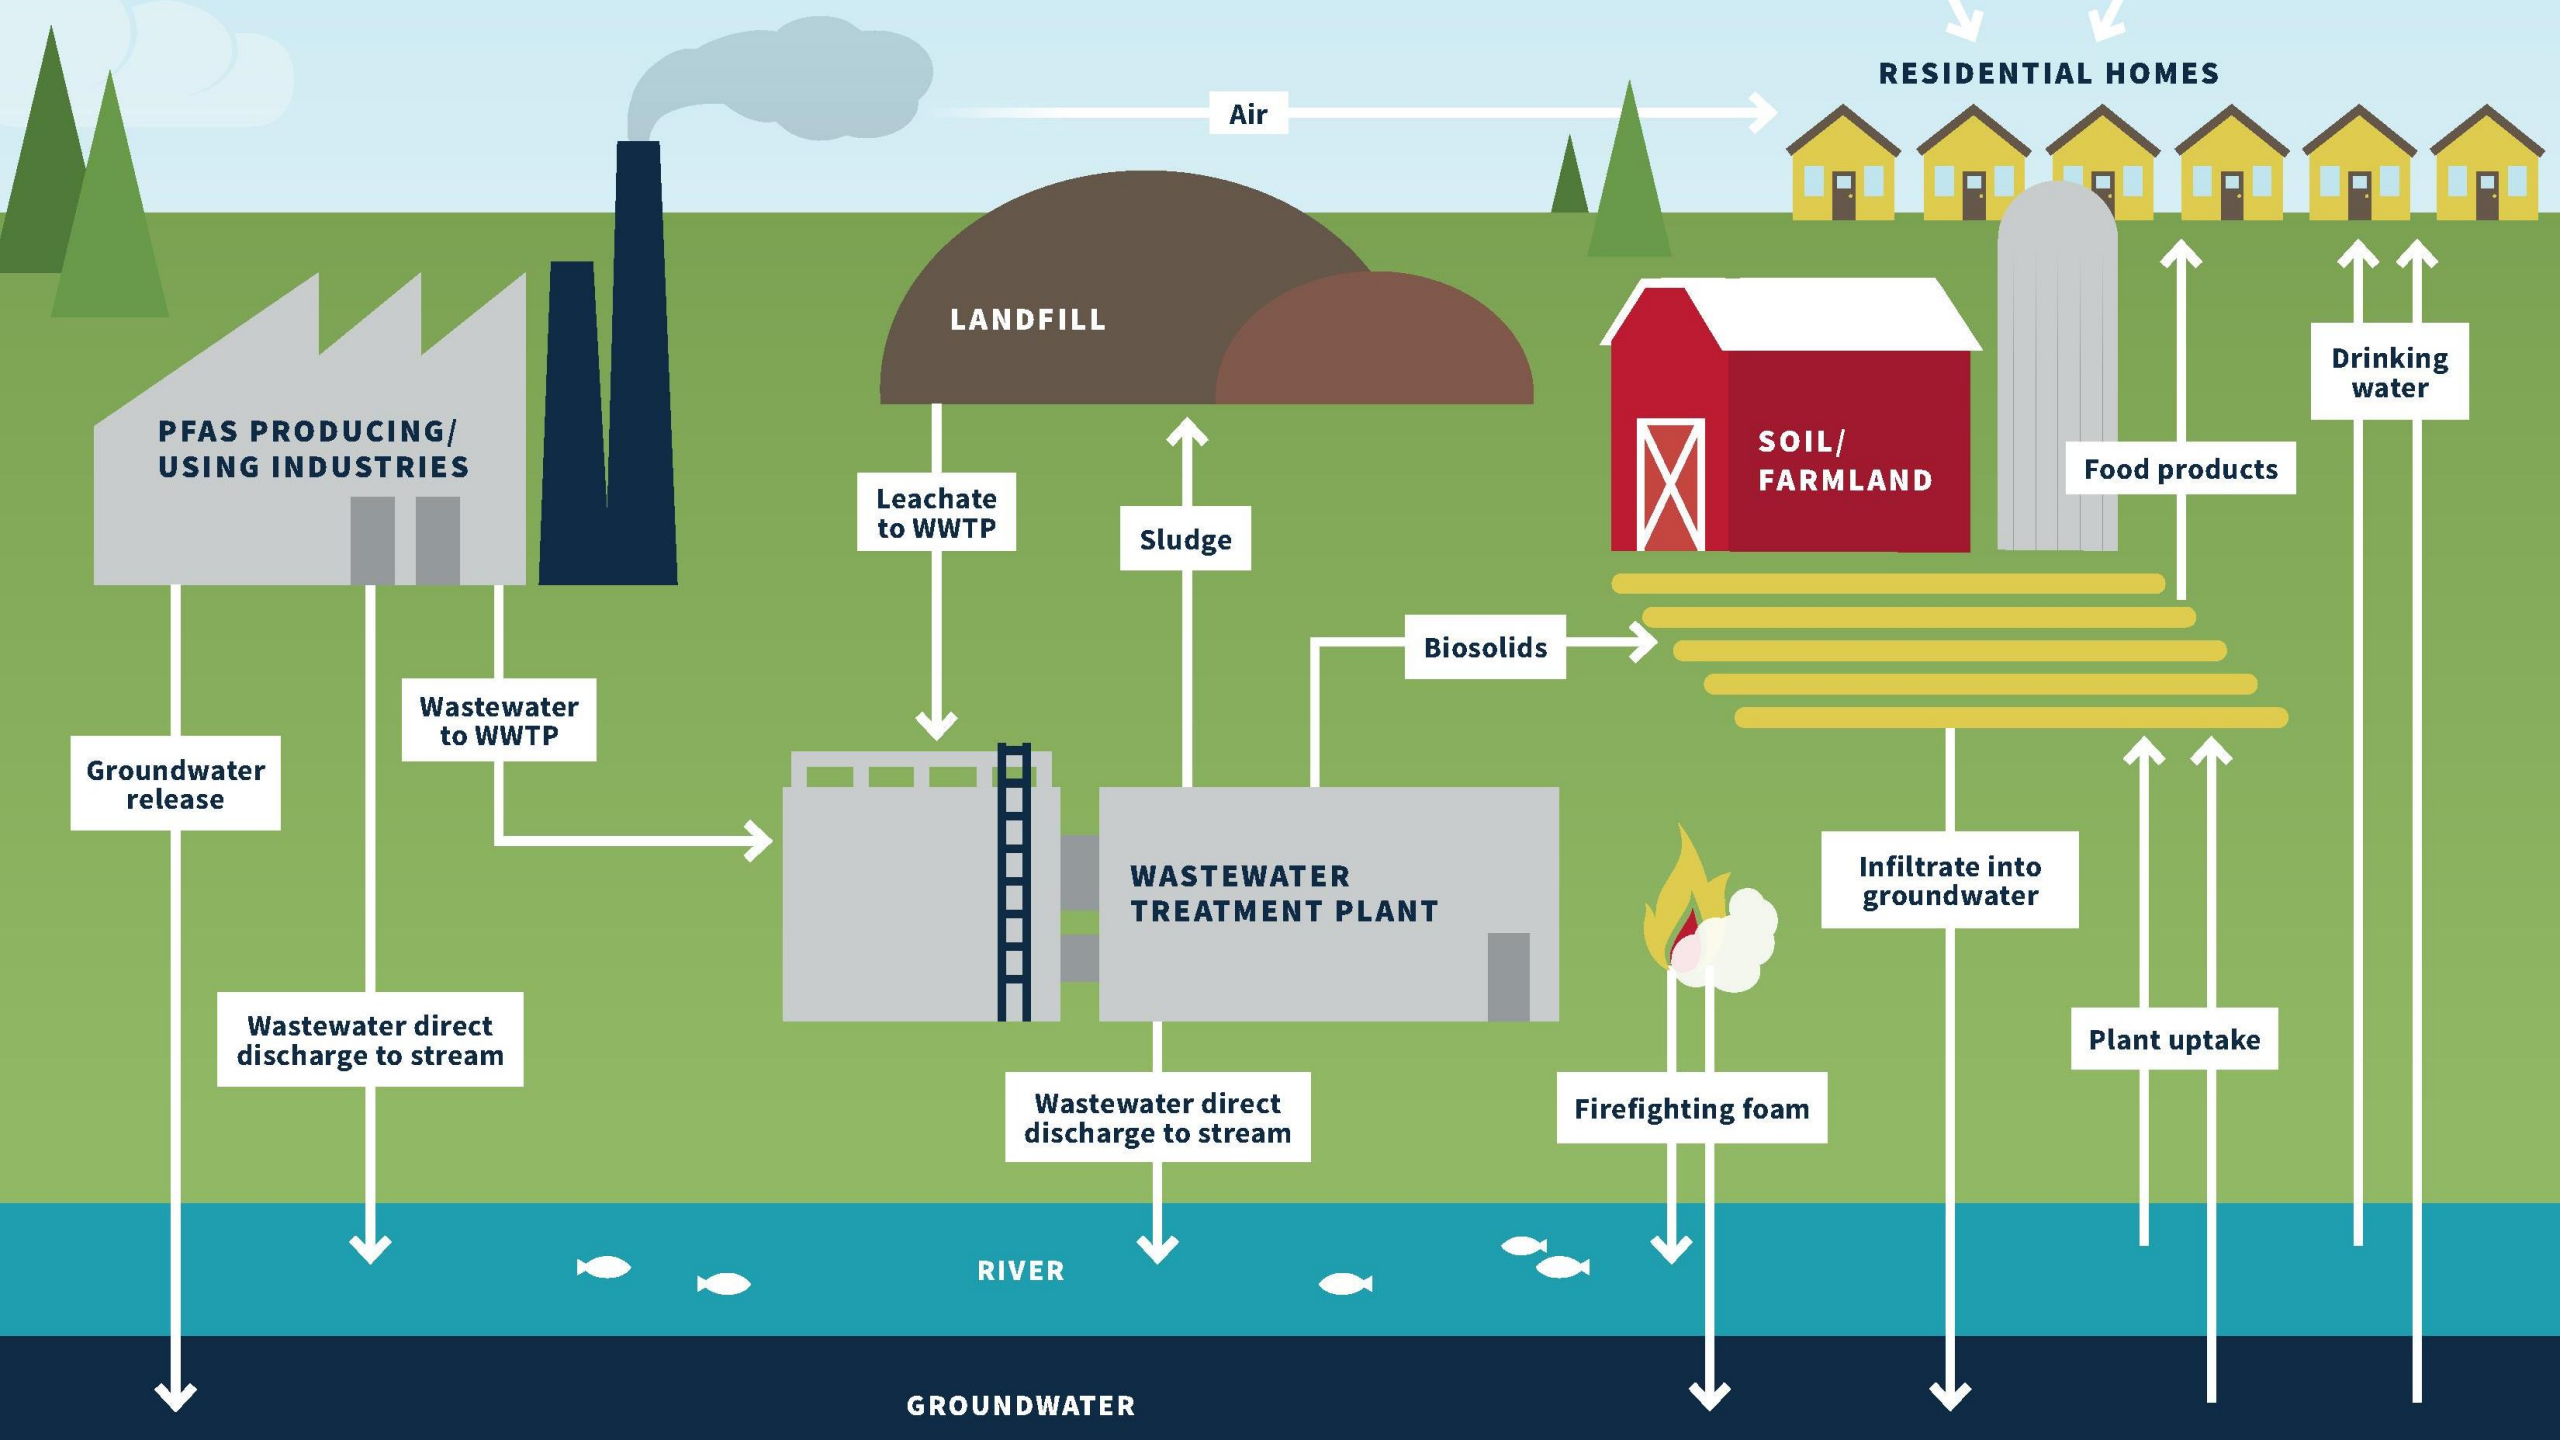 RESIDENTIAL HOMES
Air
LANDFILL
PFAS PRODUCING/
USING INDUSTRIES
Drinking
water
SOIL/
FARMLAND
Food products
Leachate
to WWTP
Sludge
Biosolids
Wastewater
to WWTP
Groundwater
release
WASTEWATER
TREATMENT PLANT
Infiltrate into
groundwater
Wastewater direct
discharge to stream
Plant uptake
Wastewater direct
discharge to stream
Firefighting foam
RIVER
GROUNDWATER